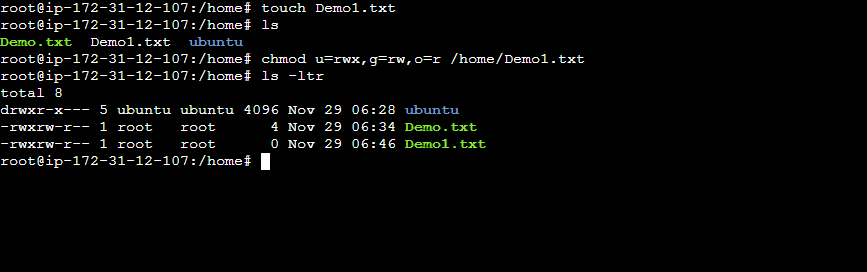 root@ip-172-31-12-107:/home# touch Demo1.txt
root@ip-172-31-12-107:/home# ls
Demo.txt  Demo1.txt  ubuntu
root@ip-172-31-12-107:/home# chmod u=rwx,g=rw,o=r /home/Demo1.txt
root@ip-172-31-12-107:/home# ls -ltr
total 8
drwxr-x--- 5 ubuntu ubuntu 4096 Nov 29 06:28 ubuntu
-rwxrw-r-- 1 root   root      4 Nov 29 06:34 Demo.txt
-rwxrw-r-- 1 root   root      0 Nov 29 06:46 Demo1.txt
root@ip-172-31-12-107:/home#